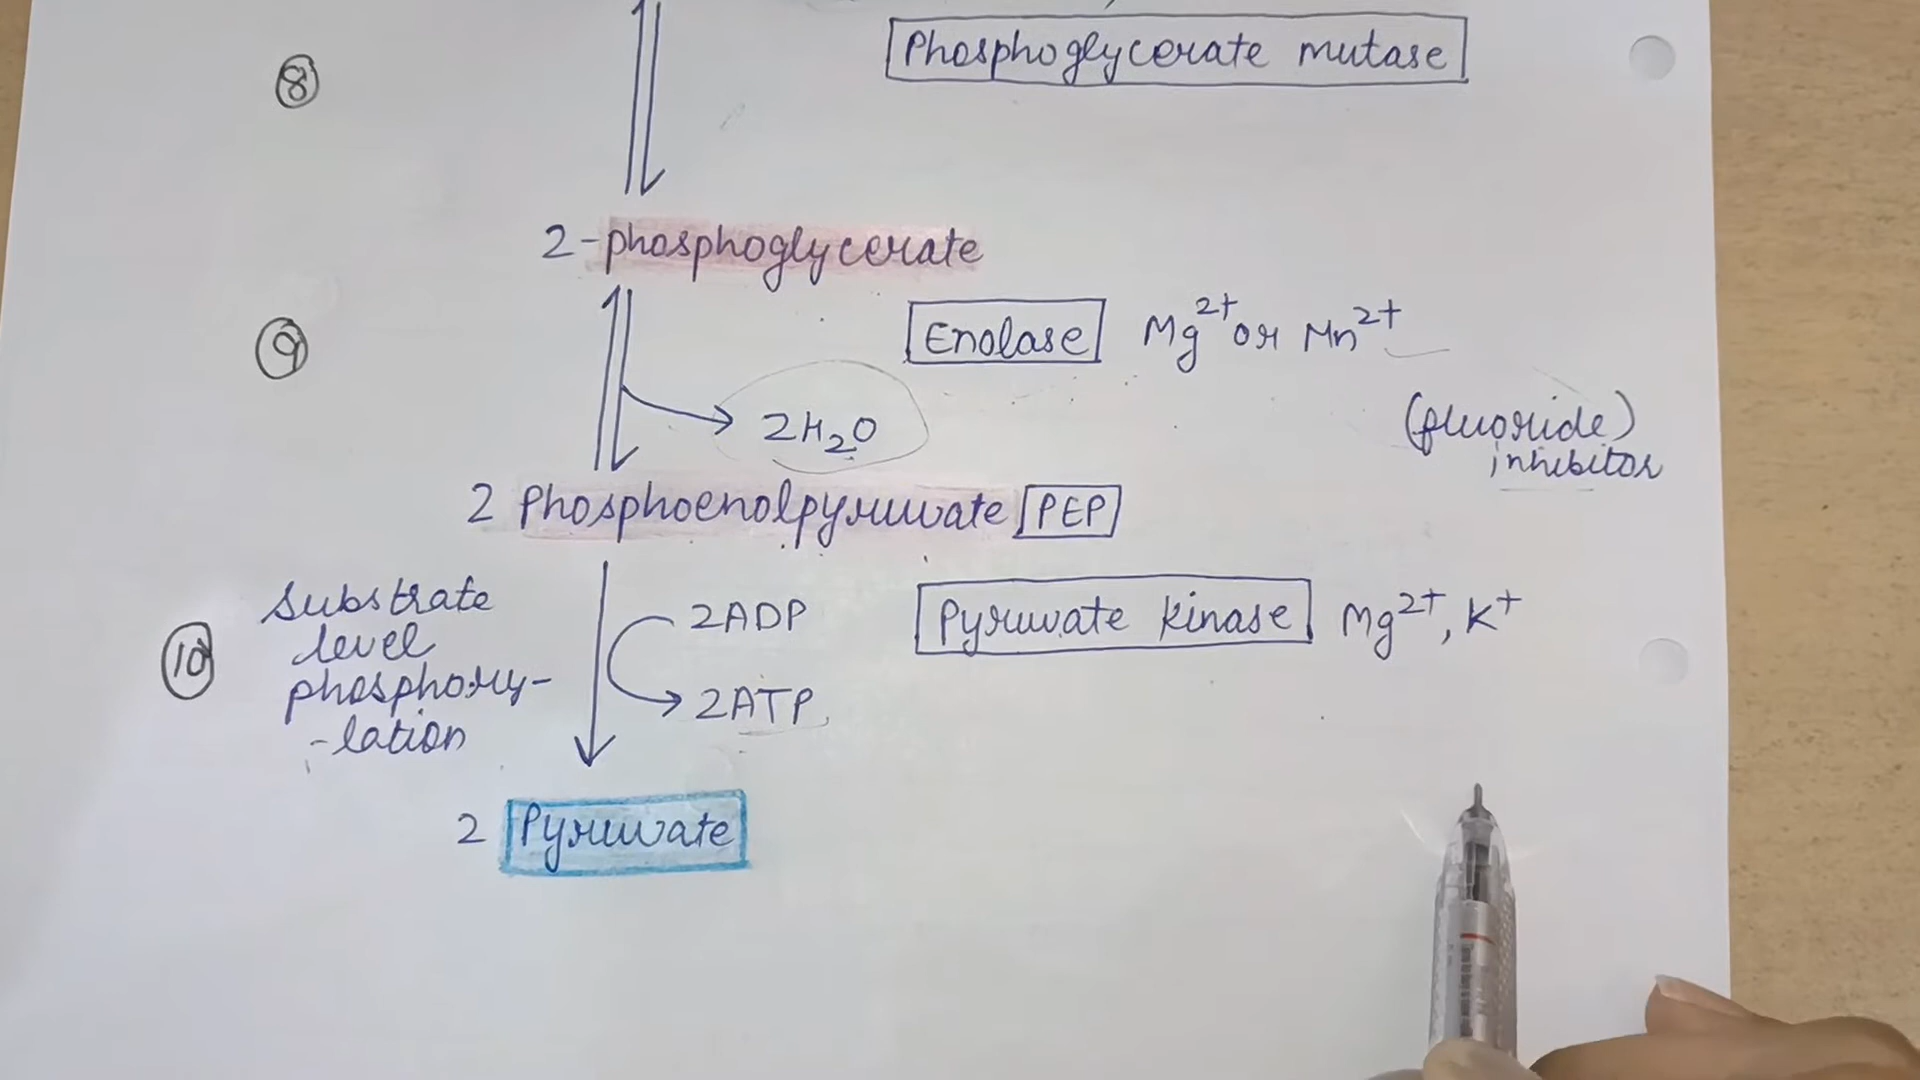 Phosphoglycerate mutase
8
2-phosphoglycerate
9
Enolase Mg2+ or Mn2+
2H2O
(fluoride)
inhibitor
2 Phosphoenolpyruvate PEP
10
Substrate
level
phosphory-
-lation
2ADP
2ATP
Pyruvate kinase Mg2+, K+
2 Pyruvate